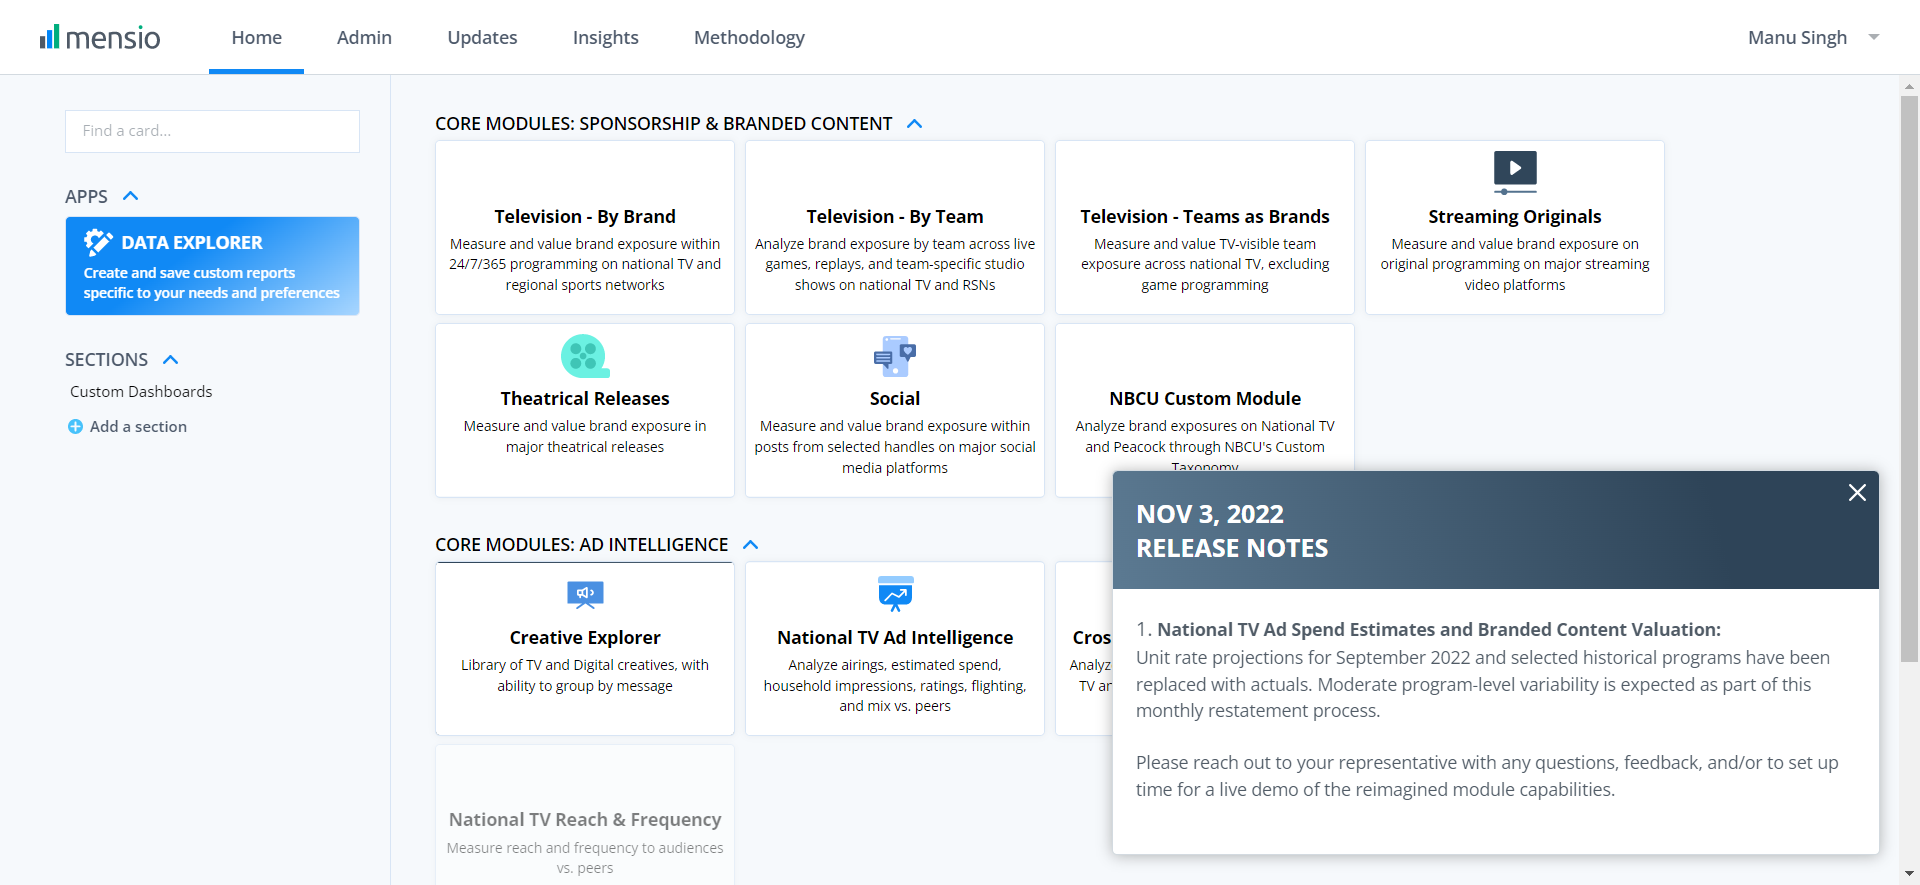 mensio
Home
Admin
Updates
Insights
Methodology
Manu Singh
Find a card...
APPS
DATA EXPLORER
Create and save custom reports
specific to your needs and preferences
SECTIONS
Custom Dashboards
Add a section
CORE MODULES: SPONSORSHIP & BRANDED CONTENT
Television - By Brand
Measure and value brand exposure within
24/7/365 programming on national TV and
regional sports networks
Television - By Team
Analyze brand exposure by team across live
games, replays, and team-specific studio
shows on national TV and RSNs
Television - Teams as Brands
Measure and value TV-visible team
exposure across national TV, excluding
game programming
Streaming Originals
Measure and value brand exposure on
original programming on major streaming
video platforms
Theatrical Releases
Measure and value brand exposure in
major theatrical releases
Social
Measure and value brand exposure within
posts from selected handles on major social
media platforms
NBCU Custom Module
Analyze brand exposures on National TV
and Peacock through NBCU's Custom
Taxonomy
CORE MODULES: AD INTELLIGENCE
Creative Explorer
Library of TV and Digital creatives, with
ability to group by message
National TV Ad Intelligence
Analyze airings, estimated spend,
household impressions, ratings, flighting,
and mix vs. peers
Cros
Analyz
TV an
National TV Reach & Frequency
Measure reach and frequency to audiences
vs. peers
NOV 3, 2022
RELEASE NOTES
1. National TV Ad Spend Estimates and Branded Content Valuation:
Unit rate projections for September 2022 and selected historical programs have been
replaced with actuals. Moderate program-level variability is expected as part of this
monthly restatement process.
Please reach out to your representative with any questions, feedback, and/or to set up
time for a live demo of the reimagined module capabilities.